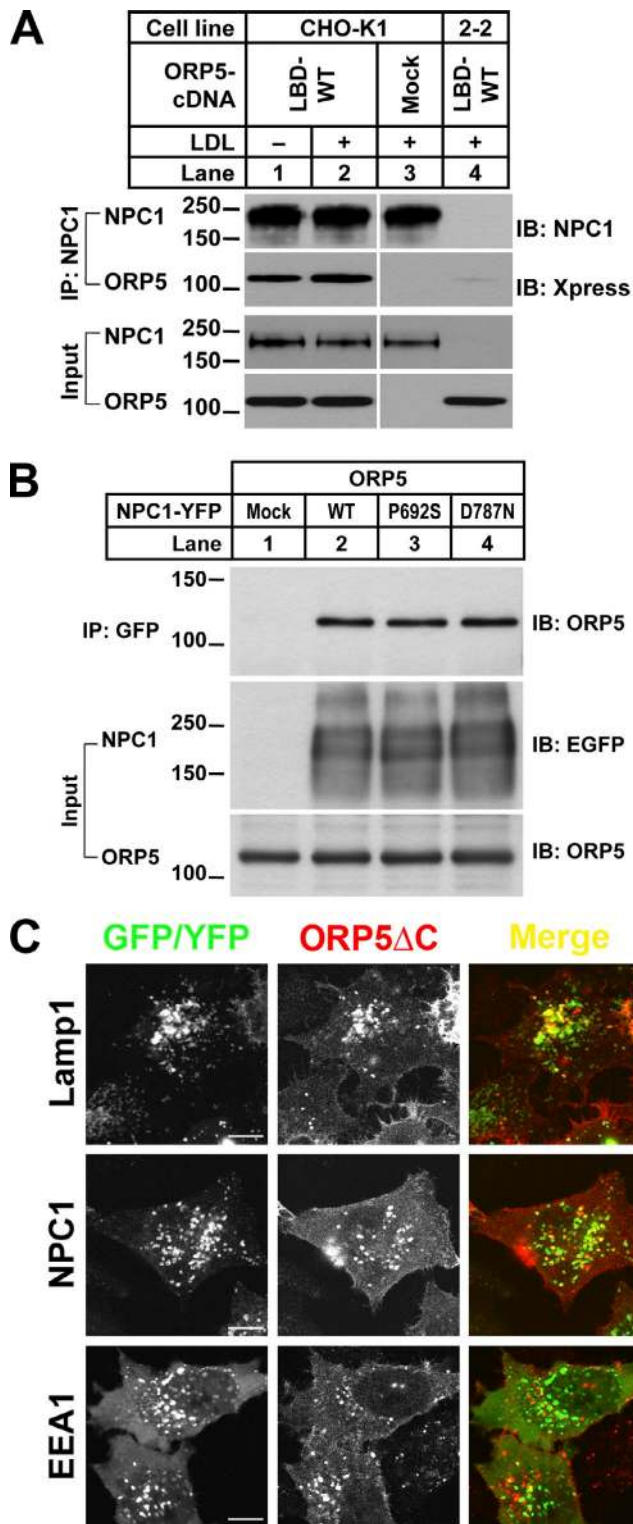 A
Cell line CHO-K1 2-2
ORP5-cDNA LBD-WT Mock LBD-WT
LDL – + + +
Lane 1 2 3 4
IP: NPC1
NPC1 250 150 IB: NPC1
ORP5 100 IB: Xpress
Input
NPC1 250 150
ORP5 100
B
ORP5
NPC1-YFP Mock WT P692S D787N
Lane 1 2 3 4
IP: GFP 150 100 IB: ORP5
Input
NPC1 250 150 IB: EGFP
ORP5 100 IB: ORP5
C
GFP/YFP ORP5ΔC Merge
Lamp1
NPC1
EEA1